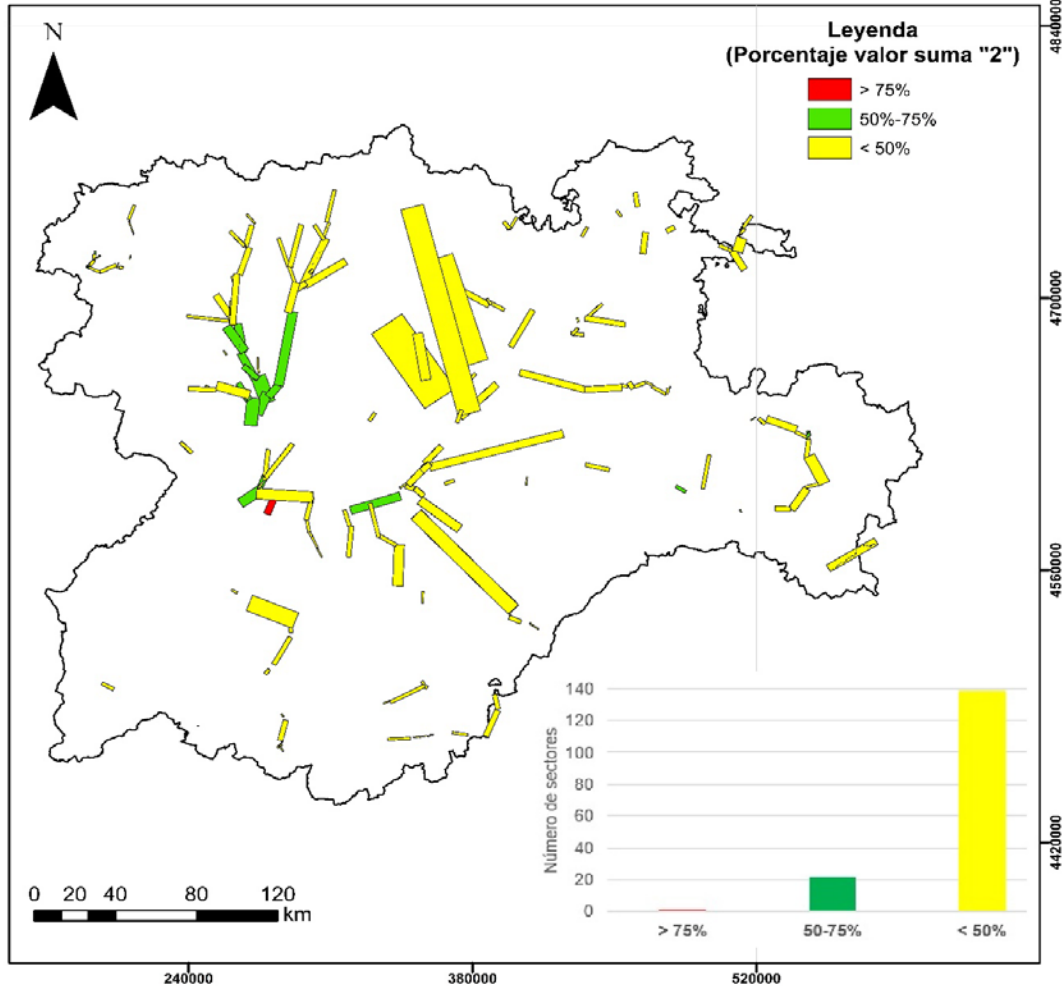 N
Leyenda
(Porcentaje valor suma "2")
> 75%
50%-75%
< 50%
4840000
4700000
4560000
4420000
0 20 40 80 120
km
Número de sectores
140
120
100
80
60
40
20
0
> 75% 50-75% < 50%
240000 380000 520000